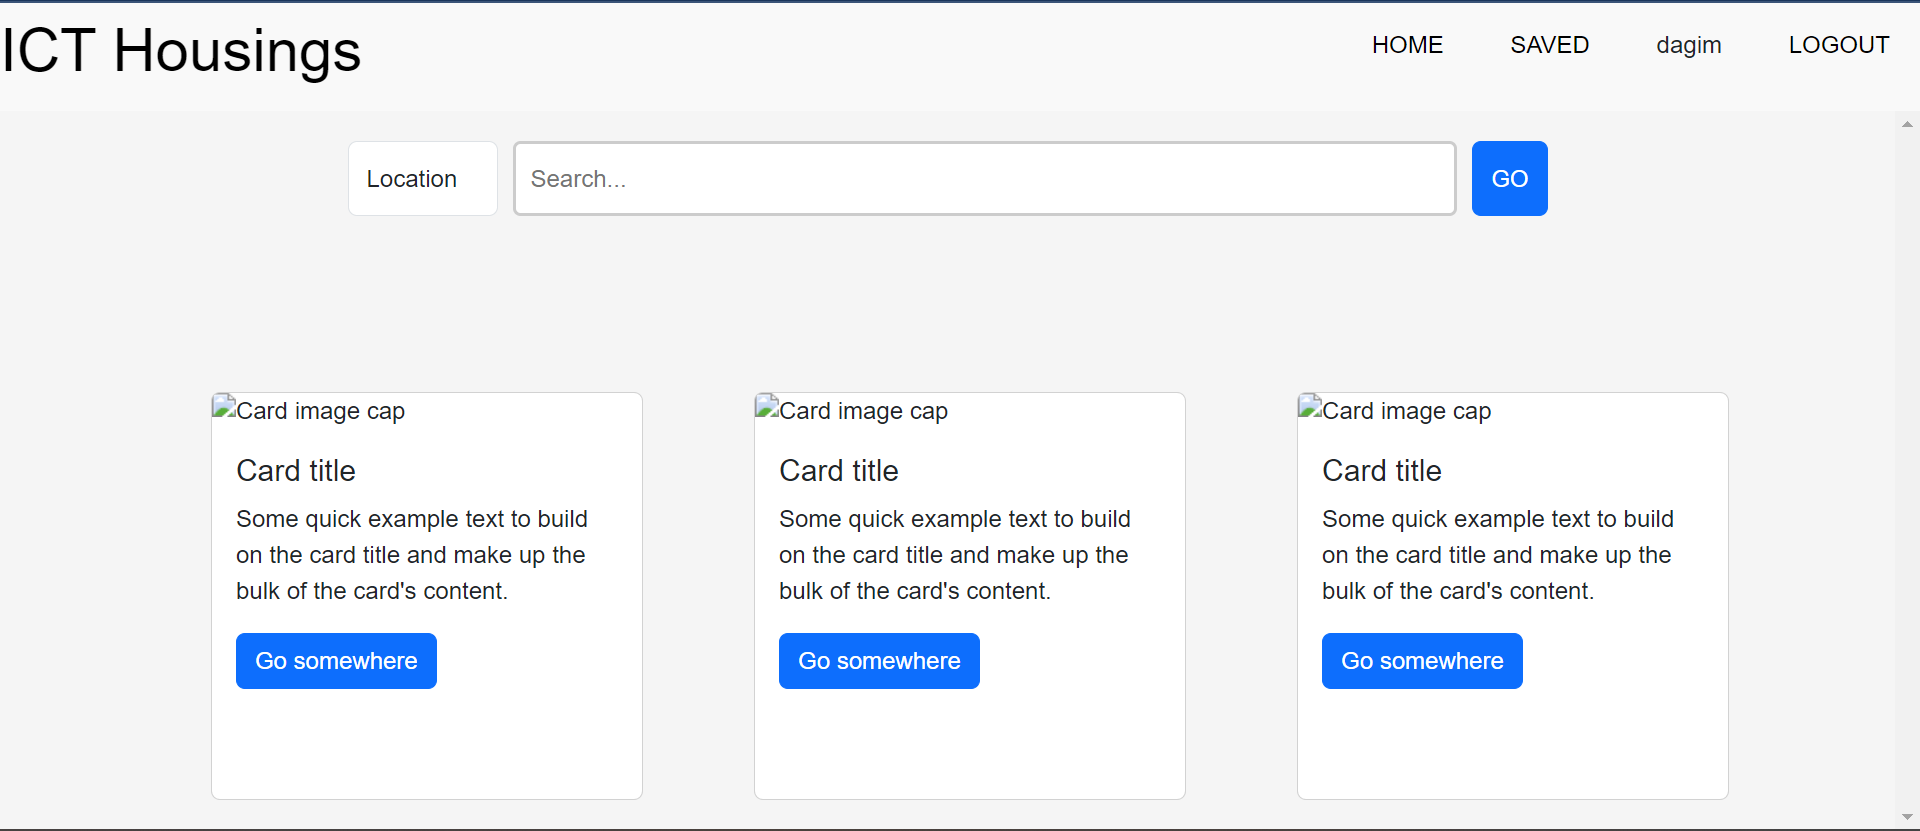 ICT Housings
HOME SAVED dagim LOGOUT
Location Search... GO
Card image cap
Card title
Some quick example text to build
on the card title and make up the
bulk of the card's content.
Go somewhere
Card image cap
Card title
Some quick example text to build
on the card title and make up the
bulk of the card's content.
Go somewhere
Card image cap
Card title
Some quick example text to build
on the card title and make up the
bulk of the card's content.
Go somewhere